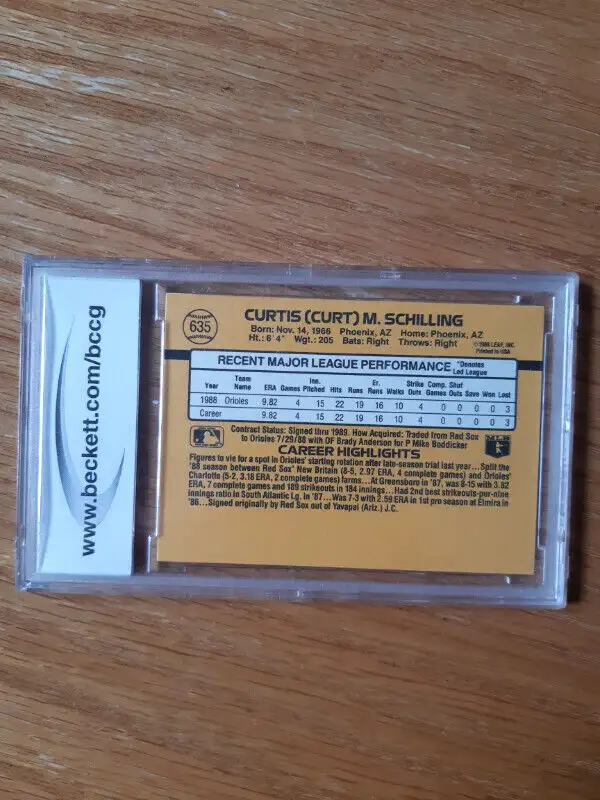 www.beckett.com/bccg
635
CURTIS (CURT) M. SCHILLING
Born: Nov. 14, 1966 Phoenix, AZ Home: Phoenix, AZ
Ht.: 6'4" Wgt.: 205 Bats: Right Throws: Right
©1988 LEAF, INC.
Printed in USA
RECENT MAJOR LEAGUE PERFORMANCE
*Denotes
Led League
Year Team Name ERA Games Inn. Pitched Hits Runs Er. Runs Walks Strike Outs Comp. Games Shut Outs Save Won Lost
1988 Orioles 9.82 4 15 22 19 16 10 4 0 0 0 0 3
Career 9.82 4 15 22 19 16 10 4 0 0 0 0 3
Contract Status: Signed thru 1989. How Acquired: Traded from Red Sox
to Orioles 7/29/88 with OF Brady Anderson for P Mike Boddicker
CAREER HIGHLIGHTS
Figures to vie for a spot in Orioles' starting rotation after late-season trial last year...Split the
'88 season between Red Sox' New Britain (8-5, 2.97 ERA, 4 complete games) and Orioles'
Charlotte (5-2, 3.18 ERA, 2 complete games) farms...At Greensboro in '87, was 8-15 with 3.82
ERA, 7 complete games and 189 strikeouts in 184 innings...Had 2nd best strikeouts-per-nine
innings ratio in South Atlantic Lg. in '87...Was 7-3 with 2.59 ERA in 1st pro season at Elmira in
'86...Signed originally by Red Sox out of Yavapai (Ariz.) J.C.